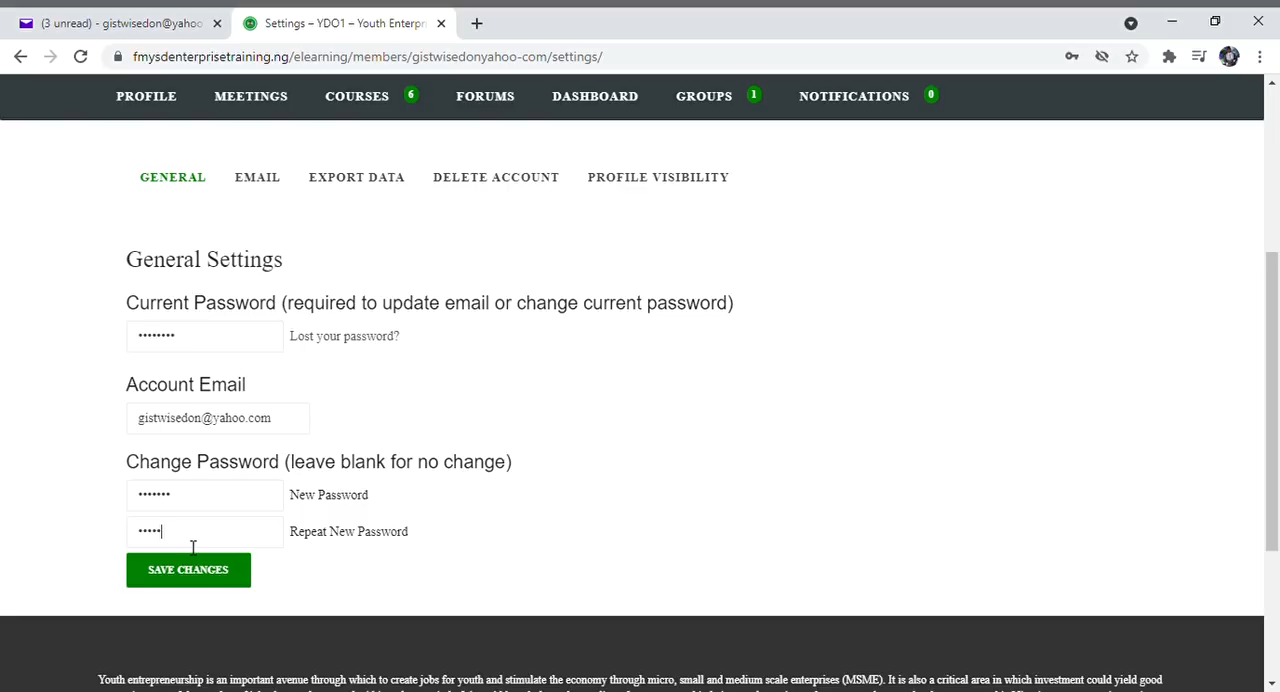 (3 unread) - gistwisedon@yahoo
Settings – YDO1 – Youth Enterpr
fmysdenterprisetraining.ng/elearning/members/gistwisedonyahoo-com/settings/
PROFILE MEETINGS COURSES 6 FORUMS DASHBOARD GROUPS 1 NOTIFICATIONS 0
GENERAL EMAIL EXPORT DATA DELETE ACCOUNT PROFILE VISIBILITY
General Settings
Current Password (required to update email or change current password)
•••••••• Lost your password?
Account Email
gistwisedon@yahoo.com
Change Password (leave blank for no change)
••••••• New Password
••••• Repeat New Password
SAVE CHANGES
Youth entrepreneurship is an important avenue through which to create jobs for youth and stimulate the economy through micro, small and medium scale enterprises (MSME). It is also a critical area in which investment could yield good